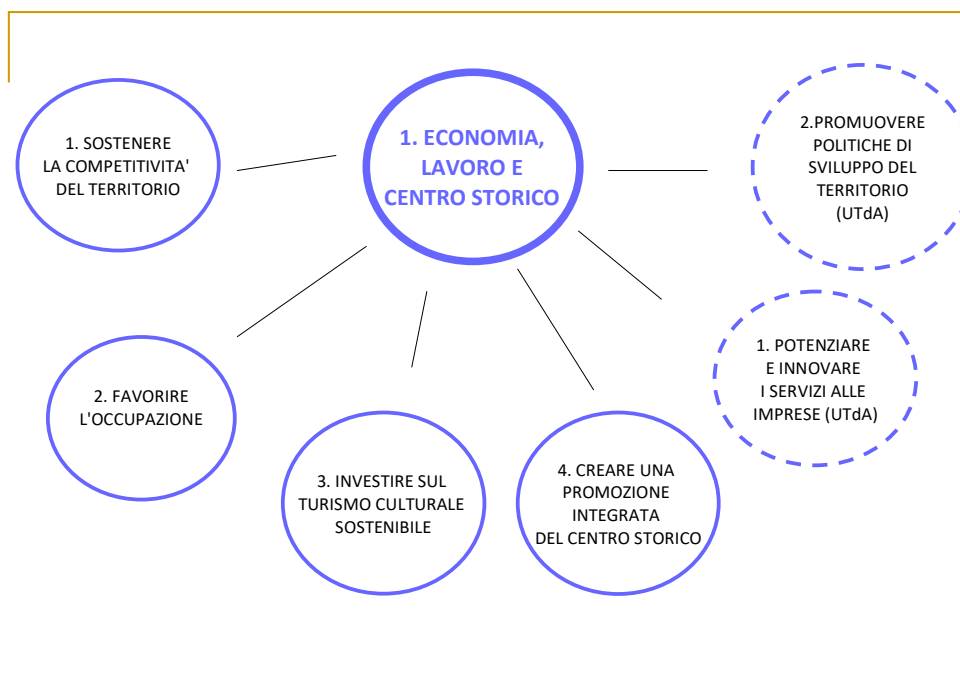 1. ECONOMIA,
LAVORO E
CENTRO STORICO
1. SOSTENERE
LA COMPETITIVITA'
DEL TERRITORIO
2. FAVORIRE
L'OCCUPAZIONE
3. INVESTIRE SUL
TURISMO CULTURALE
SOSTENIBILE
4. CREARE UNA
PROMOZIONE
INTEGRATA
DEL CENTRO STORICO
1. POTENZIARE
E INNOVARE
I SERVIZI ALLE
IMPRESE (UTdA)
2.PROMUOVERE
POLITICHE DI
SVILUPPO DEL
TERRITORIO
(UTdA)